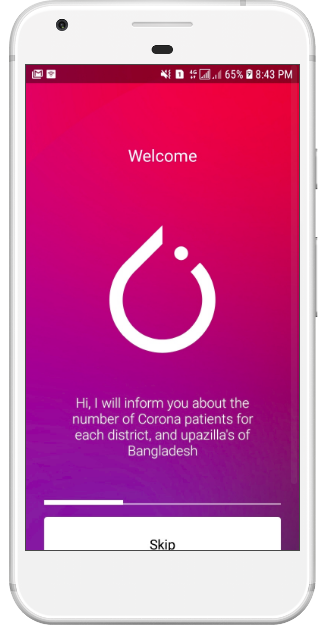 4G 65% 8:43 PM
Welcome
Hi, I will inform you about the
number of Corona patients for
each district, and upazilla's of
Bangladesh
Skip